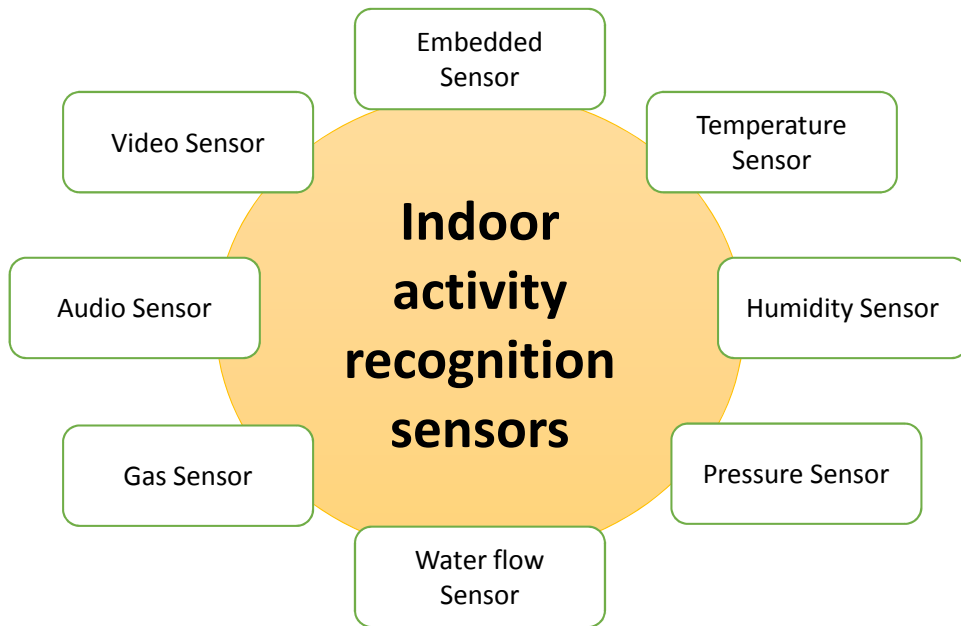 Embedded
Sensor
Temperature
Sensor
Video Sensor
Indoor
activity
recognition
sensors
Audio Sensor
Humidity Sensor
Gas Sensor
Pressure Sensor
Water flow
Sensor